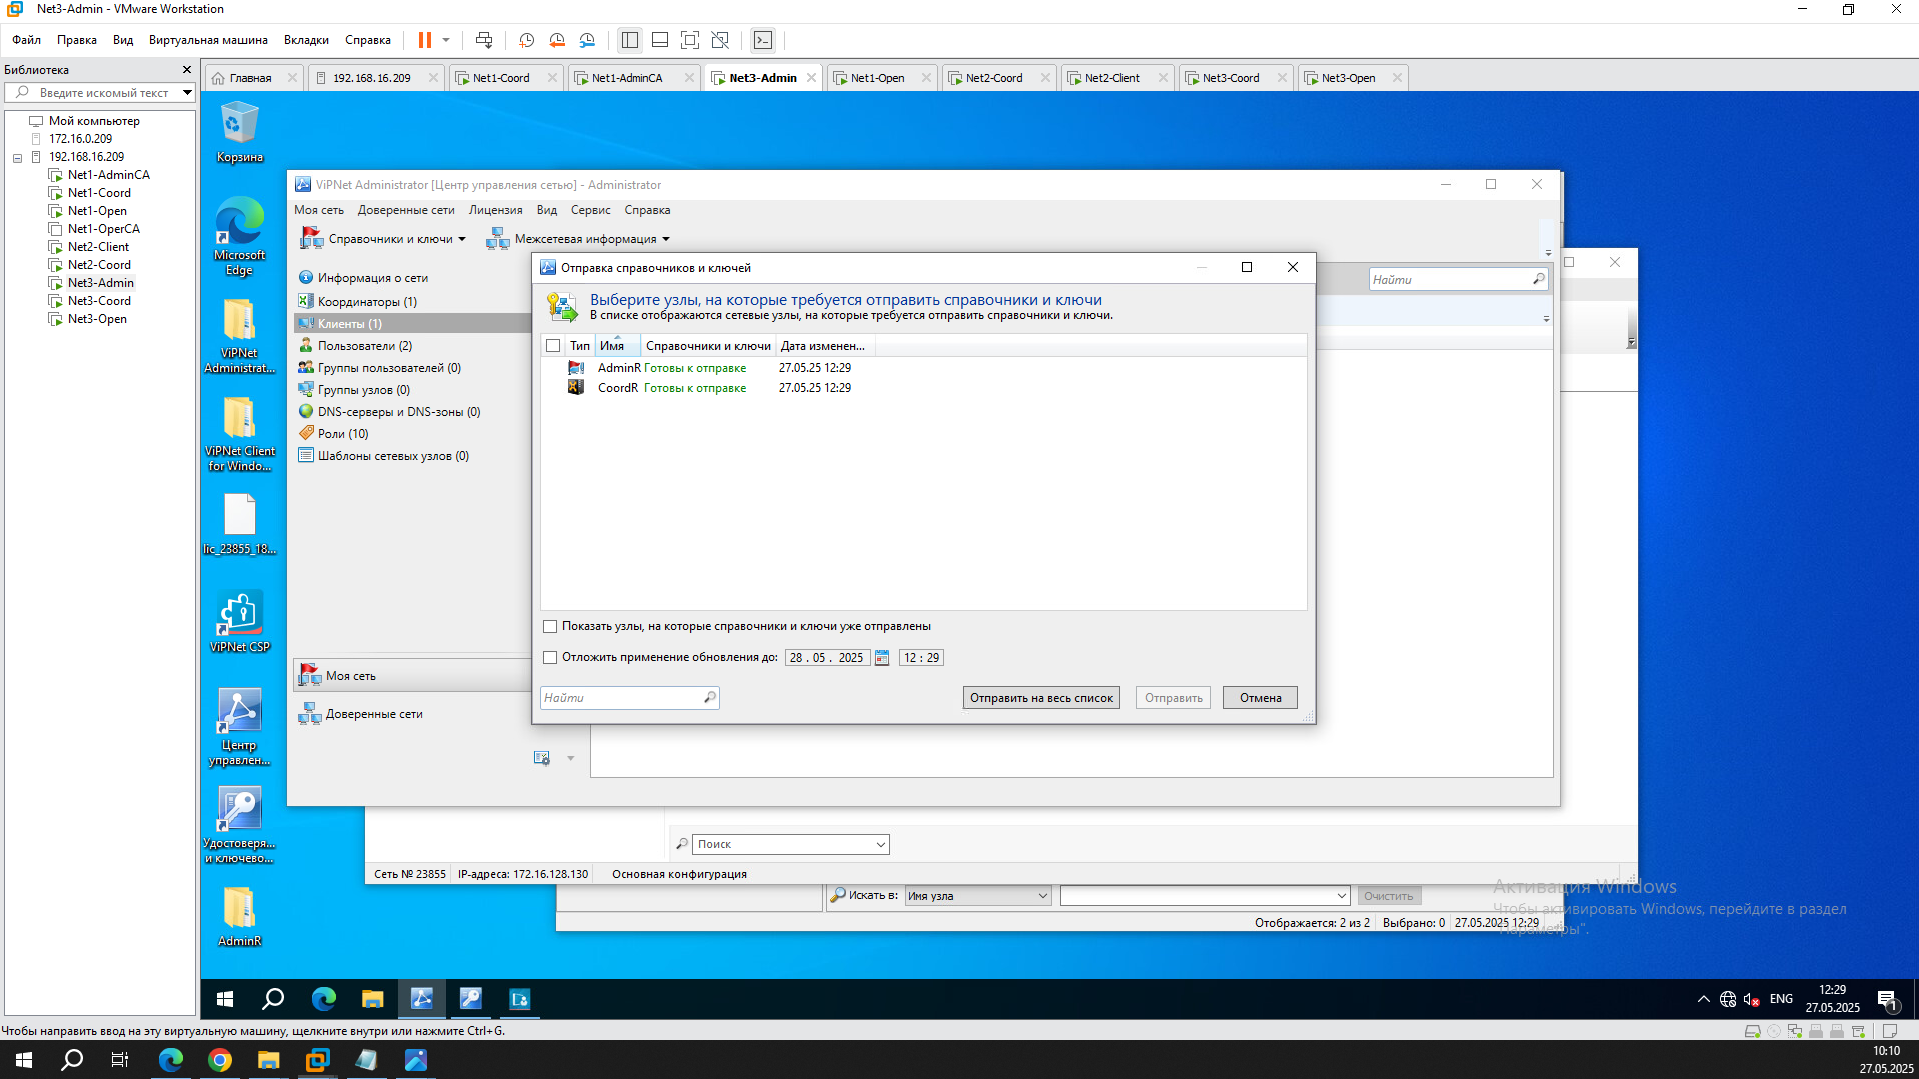 Net3-Admin - VMware Workstation
Файл Правка Вид Виртуальная машина Вкладки Справка
Библиотека
Введите искомый текст
Мой компьютер
172.16.0.209
192.168.16.209
Net1-AdminCA
Net1-Coord
Net1-Open
Net1-OperCA
Net2-Client
Net2-Coord
Net3-Admin
Net3-Coord
Net3-Open
Главная 192.168.16.209 Net1-Coord Net1-AdminCA Net3-Admin Net1-Open Net2-Coord Net2-Client Net3-Coord Net3-Open
Корзина
Microsoft
Edge
ViPNet
Administrat...
ViPNet Client
for Windo...
lic_23855_18...
ViPNet CSP
Центр
управлен...
Удостоверя...
и ключево...
AdminR
ViPNet Administrator [Центр управления сетью] - Administrator
Моя сеть Доверенные сети Лицензия Вид Сервис Справка
Справочники и ключи Межсетевая информация
Информация о сети
Координаторы (1)
Клиенты (1)
Пользователи (2)
Группы пользователей (0)
Группы узлов (0)
DNS-серверы и DNS-зоны (0)
Роли (10)
Шаблоны сетевых узлов (0)
Моя сеть
Доверенные сети
Найти
Отправка справочников и ключей
Выберите узлы, на которые требуется отправить справочники и ключи
В списке отображаются сетевые узлы, на которые требуется отправить справочники и ключи.
Тип Имя Справочники и ключи Дата изменен...
AdminR Готовы к отправке 27.05.25 12:29
CoordR Готовы к отправке 27.05.25 12:29
Показать узлы, на которые справочники и ключи уже отправлены
Отложить применение обновления до: 28 . 05 . 2025 12 : 29
Найти Отправить на весь список Отправить Отмена
Поиск
Сеть № 23855 IP-адреса: 172.16.128.130 Основная конфигурация
Искать в: Имя узла Очистить
Отображается: 2 из 2 Выбрано: 0 27.05.2025 12:29
Активация Windows
Чтобы активировать Windows, перейдите в раздел
"Параметры".
ENG 12:29
27.05.2025
1
Чтобы направить ввод на эту виртуальную машину, щелкните внутри или нажмите Ctrl+G.
10:10
27.05.2025